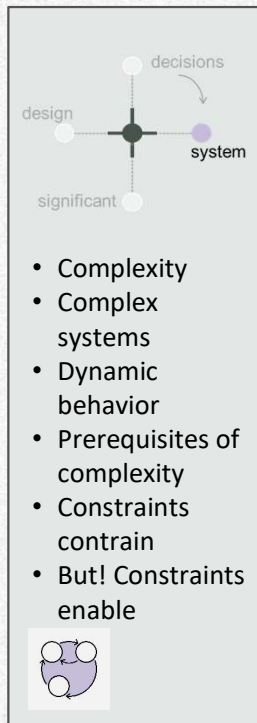 decisions
design
system
significant
• Complexity
• Complex
systems
• Dynamic
behavior
• Prerequisites of
complexity
• Constraints
contrain
• But! Constraints
enable